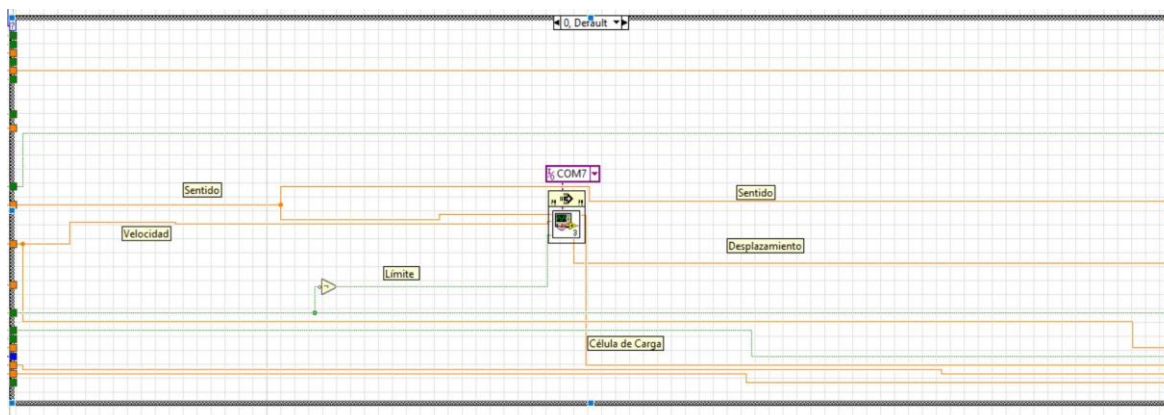 0, Default
COM7
Sentido
Sentido
Velocidad
Desplazamiento
Límite
Célula de Carga